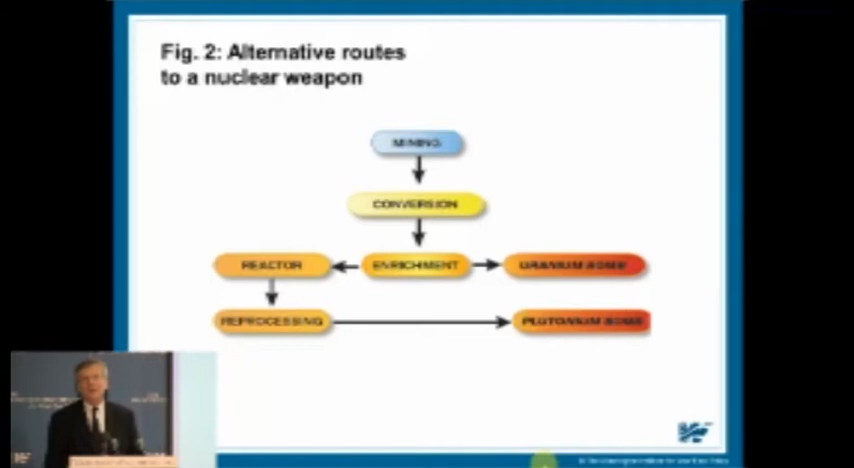 Fig. 2: Alternative routes
to a nuclear weapon
MINING
CONVERSION
REACTOR
ENRICHMENT
URANIUM BOMB
REPROCESSING
PLUTONIUM BOMB